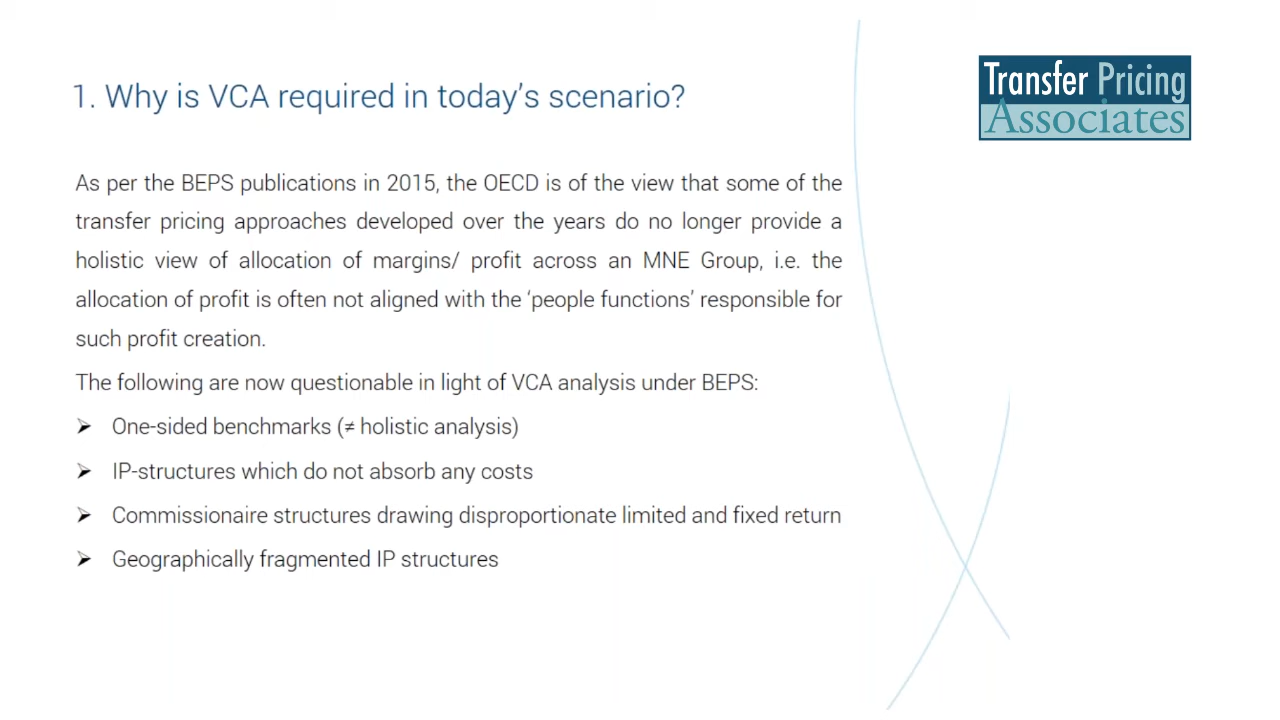 Transfer Pricing
Associates
1. Why is VCA required in today's scenario?
As per the BEPS publications in 2015, the OECD is of the view that some of the
transfer pricing approaches developed over the years do no longer provide a
holistic view of allocation of margins/ profit across an MNE Group, i.e. the
allocation of profit is often not aligned with the ‘people functions’ responsible for
such profit creation.
The following are now questionable in light of VCA analysis under BEPS:
➢ One-sided benchmarks (≠ holistic analysis)
➢ IP-structures which do not absorb any costs
➢ Commissionaire structures drawing disproportionate limited and fixed return
➢ Geographically fragmented IP structures